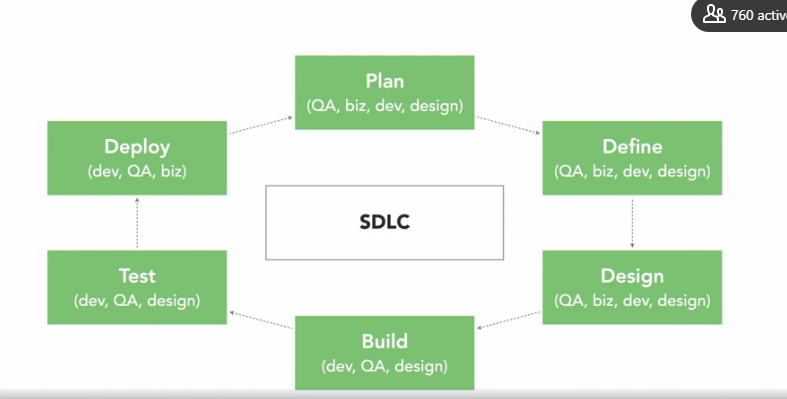 760 activ
Plan
(QA, biz, dev, design)
Deploy
(dev, QA, biz)
Define
(QA, biz, dev, design)
SDLC
Test
(dev, QA, design)
Design
(QA, biz, dev, design)
Build
(dev, QA, design)